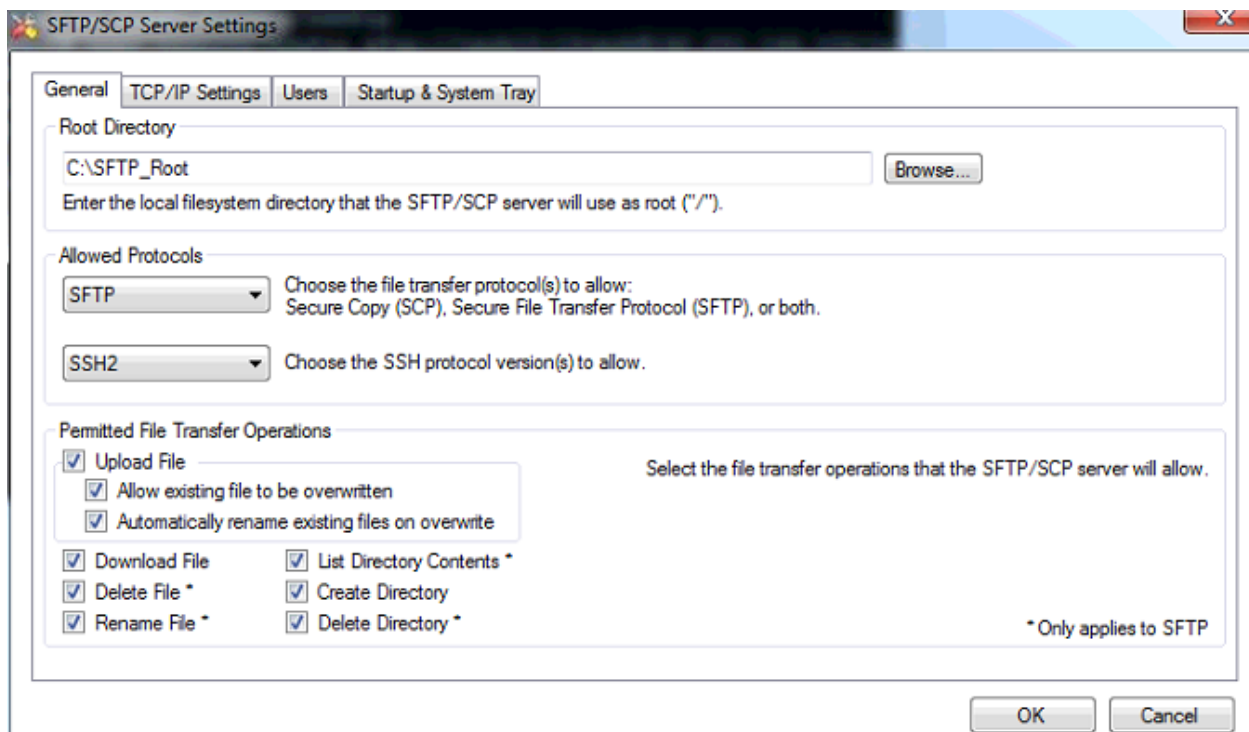 SFTP/SCP Server Settings
General TCP/IP Settings Users Startup & System Tray
Root Directory
C:\SFTP_Root Browse...
Enter the local filesystem directory that the SFTP/SCP server will use as root ("/").
Allowed Protocols
SFTP Choose the file transfer protocol(s) to allow:
Secure Copy (SCP), Secure File Transfer Protocol (SFTP), or both.
SSH2 Choose the SSH protocol version(s) to allow.
Permitted File Transfer Operations
Upload File Select the file transfer operations that the SFTP/SCP server will allow.
Allow existing file to be overwritten
Automatically rename existing files on overwrite
Download File List Directory Contents *
Delete File * Create Directory
Rename File * Delete Directory *
* Only applies to SFTP
OK Cancel